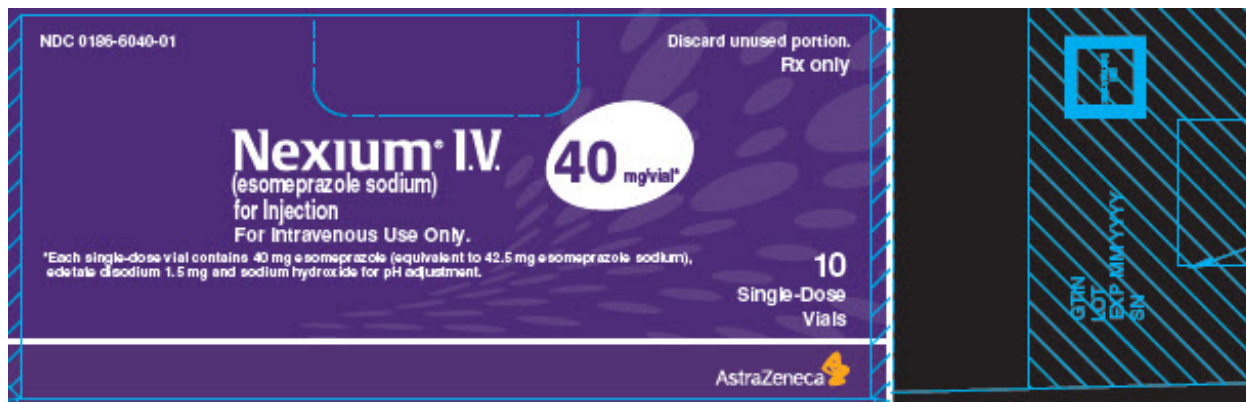 NDC 0186-6040-01
Discard unused portion.
Rx only
Nexium® I.V.
40 mg/vial*
(esomeprazole sodium)
for Injection
For Intravenous Use Only.
*Each single-dose vial contains 40 mg esomeprazole (equivalent to 42.5 mg esomeprazole sodium),
edetate disodium 1.5 mg and sodium hydroxide for pH adjustment.
10
Single-Dose
Vials
AstraZeneca
GTIN
LOT
EXP MM YYYY
SN